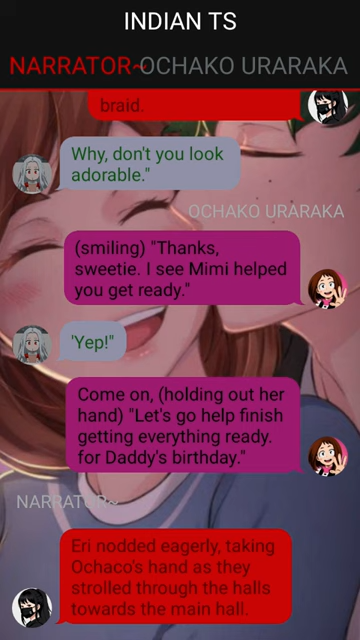 INDIAN TS
NARRATOR~OCHAKO URARAKA
braid.
Why, don't you look
adorable."
OCHAKO URARAKA
(smiling) "Thanks,
sweetie. I see Mimi helped
you get ready."
'Yep!"
Come on, (holding out her
hand) "Let's go help finish
getting everything ready.
for Daddy's birthday."
NARRATOR~
Eri nodded eagerly, taking
Ochaco's hand as they
strolled through the halls
towards the main hall.